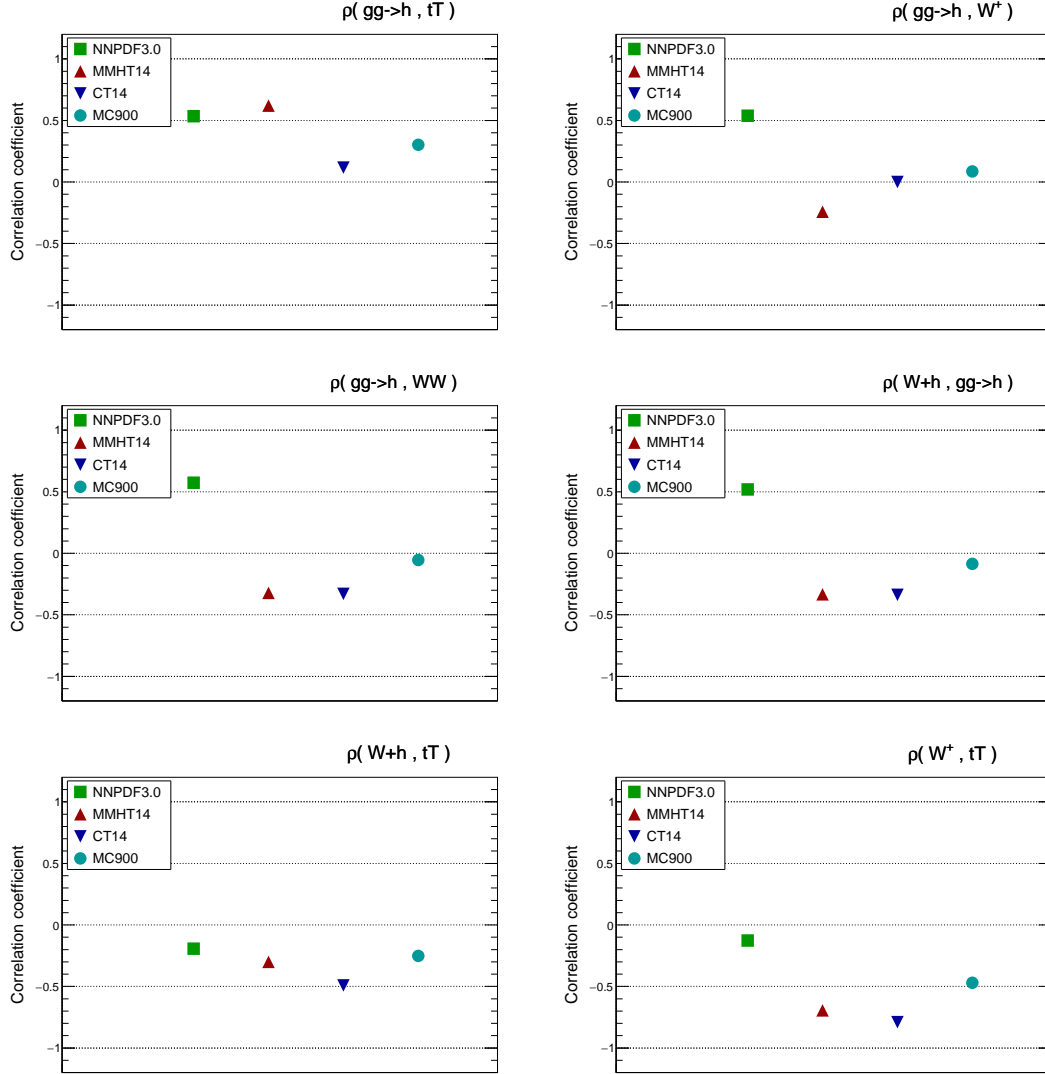 ρ( gg->h , tT )
Correlation coefficient
1
0.5
0
−0.5
−1
NNPDF3.0
MMHT14
CT14
MC900
ρ( gg->h , W⁺ )
Correlation coefficient
1
0.5
0
−0.5
−1
NNPDF3.0
MMHT14
CT14
MC900
ρ( gg->h , WW )
Correlation coefficient
1
0.5
0
−0.5
−1
NNPDF3.0
MMHT14
CT14
MC900
ρ( W+h , gg->h )
Correlation coefficient
1
0.5
0
−0.5
−1
NNPDF3.0
MMHT14
CT14
MC900
ρ( W+h , tT )
Correlation coefficient
1
0.5
0
−0.5
−1
NNPDF3.0
MMHT14
CT14
MC900
ρ( W⁺ , tT )
Correlation coefficient
1
0.5
0
−0.5
−1
NNPDF3.0
MMHT14
CT14
MC900